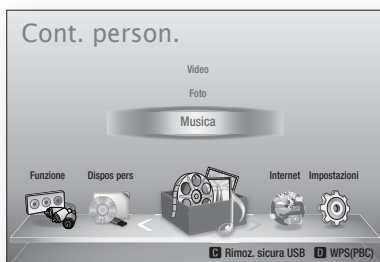 Cont. person.
Video
Foto
Musica
Funzione Dispos pers Internet Impostazioni
C Rimoz. sicura USB D WPS(PBC)